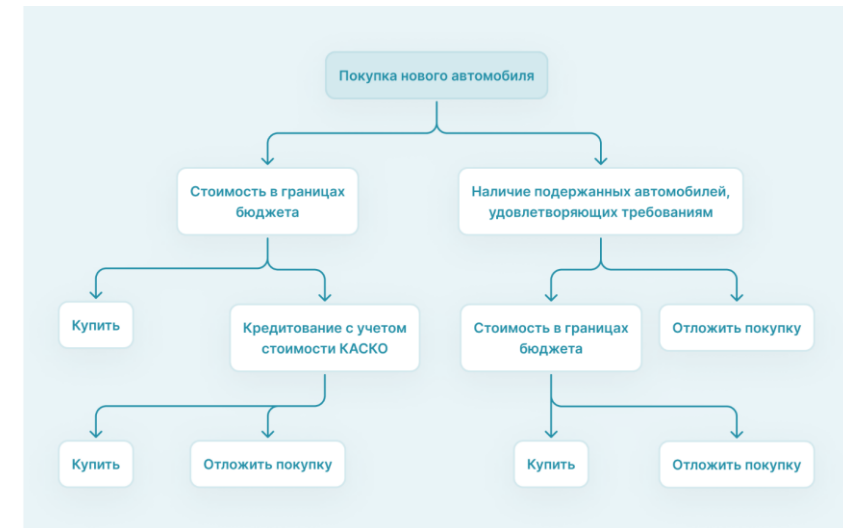 Покупка нового автомобиля
Стоимость в границах
бюджета
Наличие подержанных автомобилей,
удовлетворяющих требованиям
Купить
Кредитование с учетом
стоимости КАСКО
Стоимость в границах
бюджета
Отложить покупку
Купить
Отложить покупку
Купить
Отложить покупку